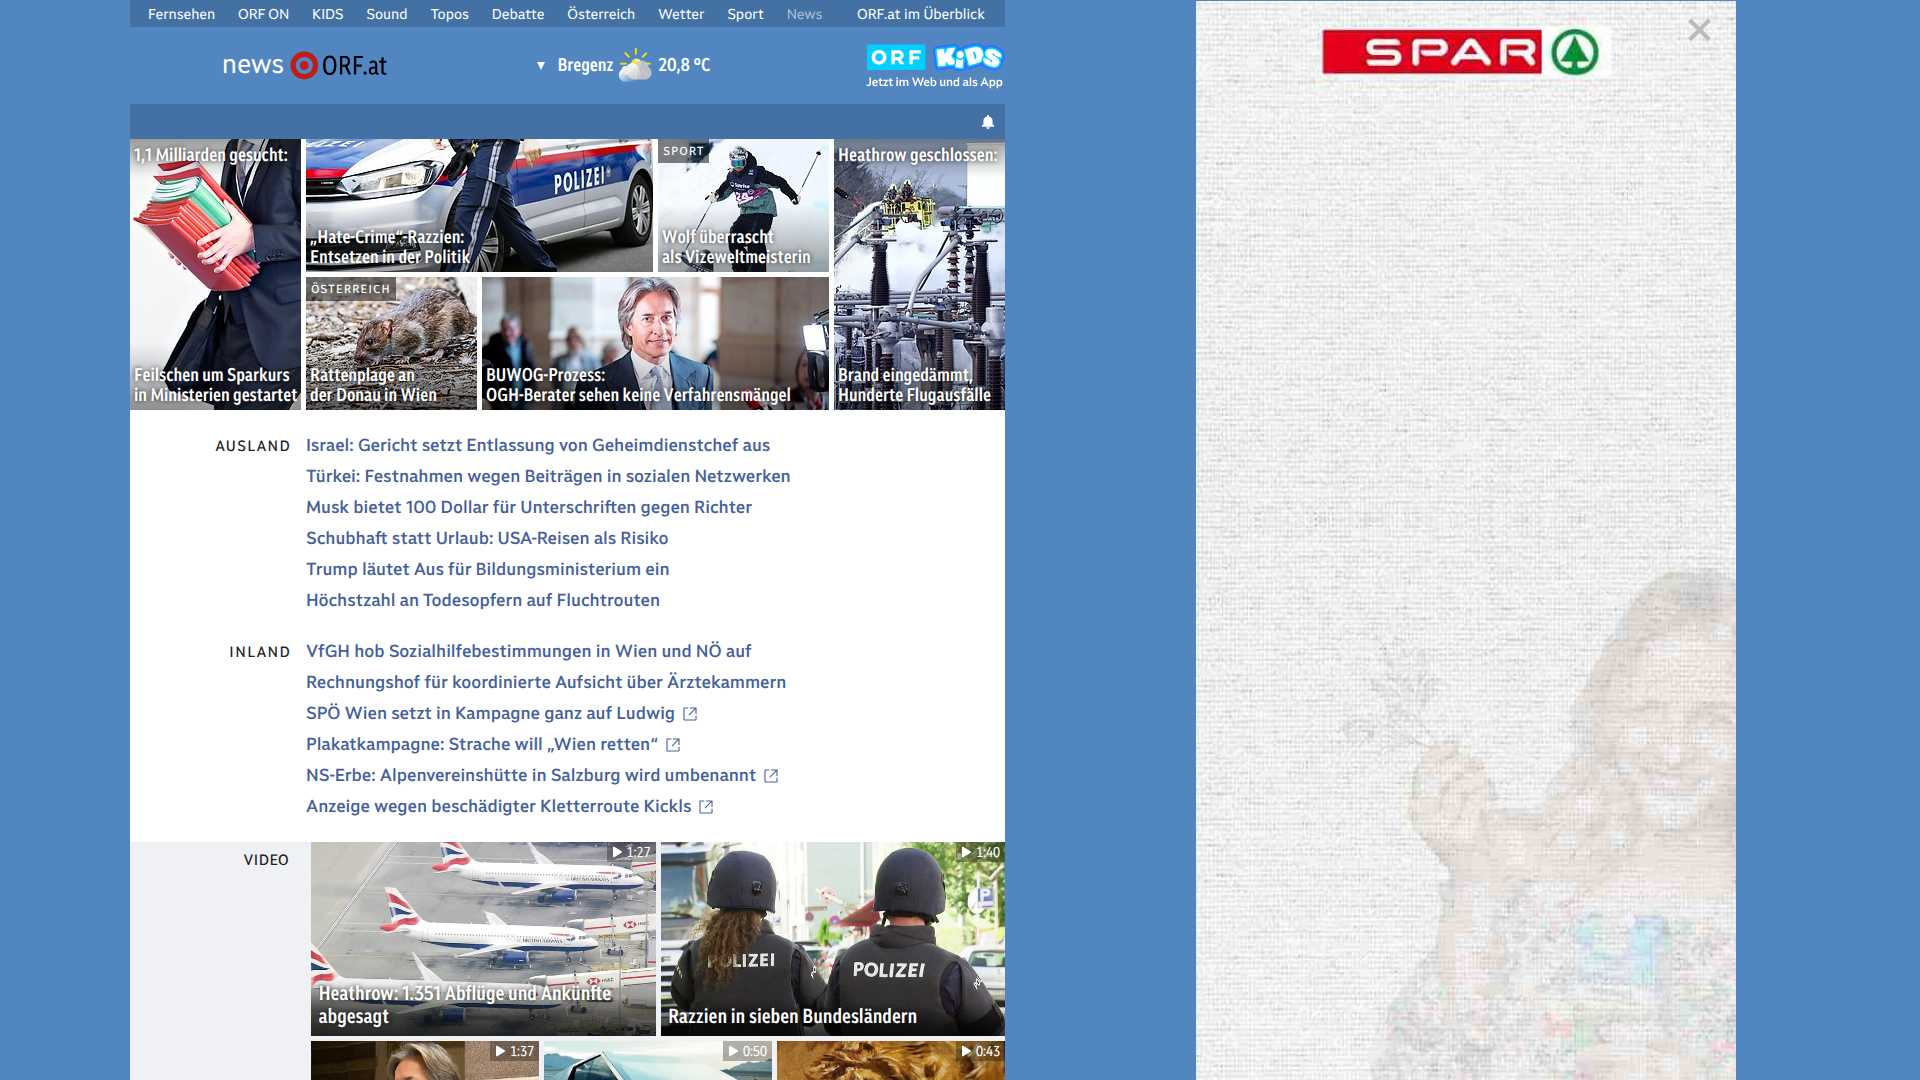 Fernsehen ORF ON KIDS Sound Topos Debatte Österreich Wetter Sport News ORF.at im Überblick
news ORF.at
▼ Bregenz 20,8 °C
ORF KiDS
Jetzt im Web und als App
SPAR
1,1 Milliarden gesucht:
Feilschen um Sparkurs
in Ministerien gestartet
POLIZEI
„Hate-Crime“-Razzien:
Entsetzen in der Politik
SPORT
Wolf überrascht
als Vizeweltmeisterin
Heathrow geschlossen:
Brand eingedämmt,
Hunderte Flugausfälle
ÖSTERREICH
Rattenplage an
der Donau in Wien
BUWOG-Prozess:
OGH-Berater sehen keine Verfahrensmängel
AUSLAND
Israel: Gericht setzt Entlassung von Geheimdienstchef aus
Türkei: Festnahmen wegen Beiträgen in sozialen Netzwerken
Musk bietet 100 Dollar für Unterschriften gegen Richter
Schubhaft statt Urlaub: USA-Reisen als Risiko
Trump läutet Aus für Bildungsministerium ein
Höchstzahl an Todesopfern auf Fluchtrouten
INLAND
VfGH hob Sozialhilfebestimmungen in Wien und NÖ auf
Rechnungshof für koordinierte Aufsicht über Ärztekammern
SPÖ Wien setzt in Kampagne ganz auf Ludwig
Plakatkampagne: Strache will „Wien retten“
NS-Erbe: Alpenvereinshütte in Salzburg wird umbenannt
Anzeige wegen beschädigter Kletterroute Kickls
VIDEO
1:27
Heathrow: 1.351 Abflüge und Ankünfte
abgesagt
1:40
POLIZEI
POLIZEI
Razzien in sieben Bundesländern
1:37
0:50
0:43